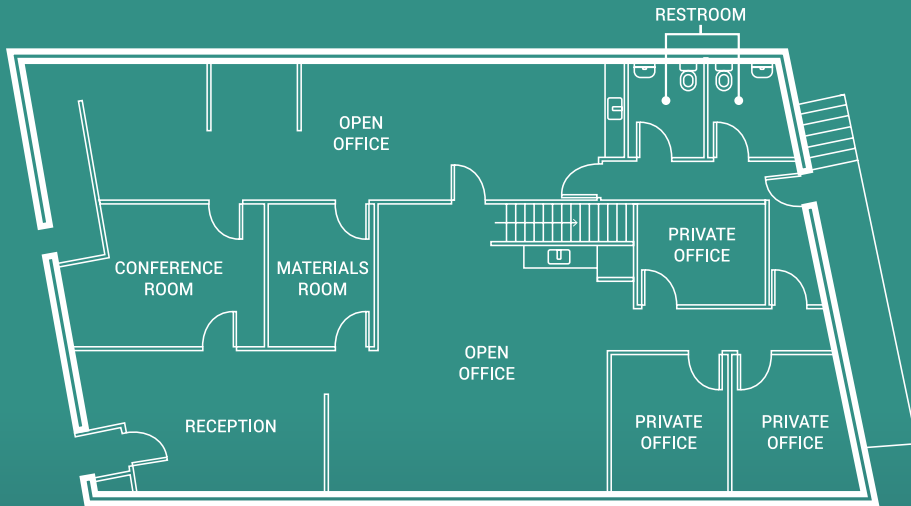 RESTROOM
OPEN
OFFICE
PRIVATE
OFFICE
CONFERENCE
ROOM
MATERIALS
ROOM
OPEN
OFFICE
RECEPTION
PRIVATE
OFFICE
PRIVATE
OFFICE